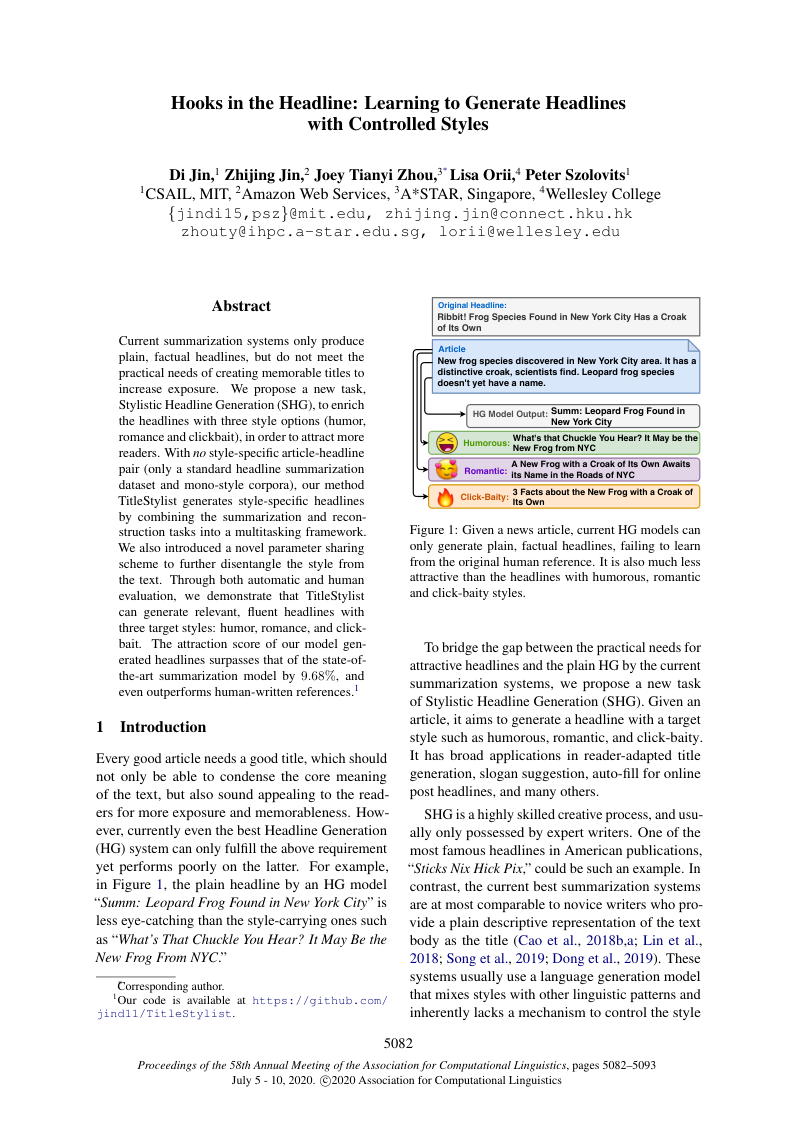 Hooks in the Headline: Learning to Generate Headlines
with Controlled Styles
Di Jin,1 Zhijing Jin,2 Joey Tianyi Zhou,3* Lisa Orii,4 Peter Szolovits1
1CSAIL, MIT, 2Amazon Web Services, 3A*STAR, Singapore, 4Wellesley College
{jindi15,psz}@mit.edu, zhijing.jin@connect.hku.hk
zhouty@ihpc.a-star.edu.sg, lorii@wellesley.edu
Abstract
Current summarization systems only produce
plain, factual headlines, but do not meet the
practical needs of creating memorable titles to
increase exposure. We propose a new task,
Stylistic Headline Generation (SHG), to enrich
the headlines with three style options (humor,
romance and clickbait), in order to attract more
readers. With no style-specific article-headline
pair (only a standard headline summarization
dataset and mono-style corpora), our method
TitleStylist generates style-specific headlines
by combining the summarization and recon-
struction tasks into a multitasking framework.
We also introduced a novel parameter sharing
scheme to further disentangle the style from
the text. Through both automatic and human
evaluation, we demonstrate that TitleStylist
can generate relevant, fluent headlines with
three target styles: humor, romance, and click-
bait. The attraction score of our model gen-
erated headlines surpasses that of the state-of-
the-art summarization model by 9.68%, and
even outperforms human-written references.1
1 Introduction
Every good article needs a good title, which should
not only be able to condense the core meaning
of the text, but also sound appealing to the read-
ers for more exposure and memorableness. How-
ever, currently even the best Headline Generation
(HG) system can only fulfill the above requirement
yet performs poorly on the latter. For example,
in Figure 1, the plain headline by an HG model
“Summ: Leopard Frog Found in New York City” is
less eye-catching than the style-carrying ones such
as “What’s That Chuckle You Hear? It May Be the
New Frog From NYC.”
Corresponding author.
1Our code is available at https://github.com/
jind11/TitleStylist.
Original Headline:
Ribbit! Frog Species Found in New York City Has a Croak
of Its Own
Article
New frog species discovered in New York City area. It has a
distinctive croak, scientists find. Leopard frog species
doesn't yet have a name.
HG Model Output: Summ: Leopard Frog Found in
New York City
Humorous: What's that Chuckle You Hear? It May be the
New Frog from NYC
Romantic: A New Frog with a Croak of Its Own Awaits
its Name in the Roads of NYC
Click-Baity: 3 Facts about the New Frog with a Croak of
Its Own
Figure 1: Given a news article, current HG models can
only generate plain, factual headlines, failing to learn
from the original human reference. It is also much less
attractive than the headlines with humorous, romantic
and click-baity styles.
To bridge the gap between the practical needs for
attractive headlines and the plain HG by the current
summarization systems, we propose a new task
of Stylistic Headline Generation (SHG). Given an
article, it aims to generate a headline with a target
style such as humorous, romantic, and click-baity.
It has broad applications in reader-adapted title
generation, slogan suggestion, auto-fill for online
post headlines, and many others.
SHG is a highly skilled creative process, and usu-
ally only possessed by expert writers. One of the
most famous headlines in American publications,
“Sticks Nix Hick Pix,” could be such an example. In
contrast, the current best summarization systems
are at most comparable to novice writers who pro-
vide a plain descriptive representation of the text
body as the title (Cao et al., 2018b,a; Lin et al.,
2018; Song et al., 2019; Dong et al., 2019). These
systems usually use a language generation model
that mixes styles with other linguistic patterns and
inherently lacks a mechanism to control the style
5082
Proceedings of the 58th Annual Meeting of the Association for Computational Linguistics, pages 5082–5093
July 5 - 10, 2020. ©2020 Association for Computational Linguistics